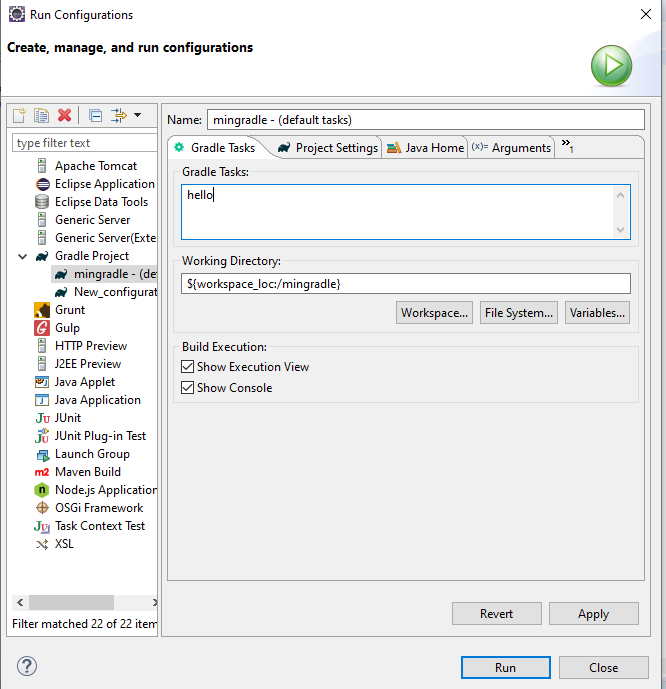 Run Configurations
Create, manage, and run configurations
Name: mingradle - (default tasks)
type filter text
Apache Tomcat
Eclipse Application
Eclipse Data Tools
Generic Server
Generic Server(Exte
Gradle Project
mingradle - (de
New_configurat
Grunt
Gulp
HTTP Preview
J2EE Preview
Java Applet
Java Application
JUnit
JUnit Plug-in Test
Launch Group
m2 Maven Build
Node.js Application
OSGi Framework
Task Context Test
XSL
Filter matched 22 of 22 item
Gradle Tasks Project Settings Java Home (x)= Arguments »1
Gradle Tasks:
hello
Working Directory:
${workspace_loc:/mingradle}
Workspace... File System... Variables...
Build Execution:
Show Execution View
Show Console
Revert Apply
? Run Close